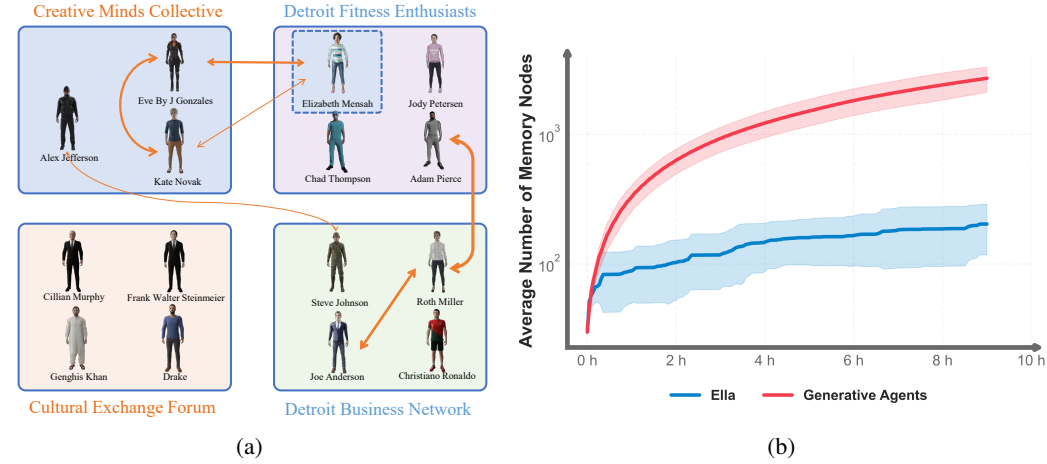 Creative Minds Collective
Detroit Fitness Enthusiasts
Eve By J Gonzales
Alex Jefferson
Kate Novak
Elizabeth Mensah
Jody Petersen
Chad Thompson
Adam Pierce
Cillian Murphy
Frank Walter Steinmeier
Genghis Khan
Drake
Steve Johnson
Roth Miller
Joe Anderson
Christiano Ronaldo
Cultural Exchange Forum
Detroit Business Network
(a)
Average Number of Memory Nodes
10³
10²
0 h
2 h
4 h
6 h
8 h
10 h
Ella
Generative Agents
(b)